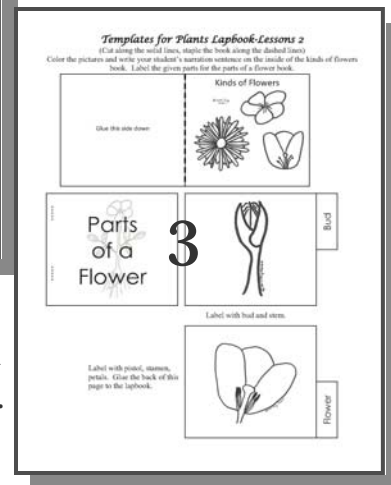 Templates for Plants Lapbook-Lessons 2
(Cut along the solid lines, staple the book along the dashed lines)
Color the pictures and write your student's narration sentence on the inside of the kinds of flowers
book. Label the given parts for the parts of a flower book.
Glue this side down
Kinds of Flowers
Parts
of a
Flower
3
Bud
Label with bud and stem.
Label with pistol, stamen,
petals. Glue the back of this
page to the lapbook.
Flower